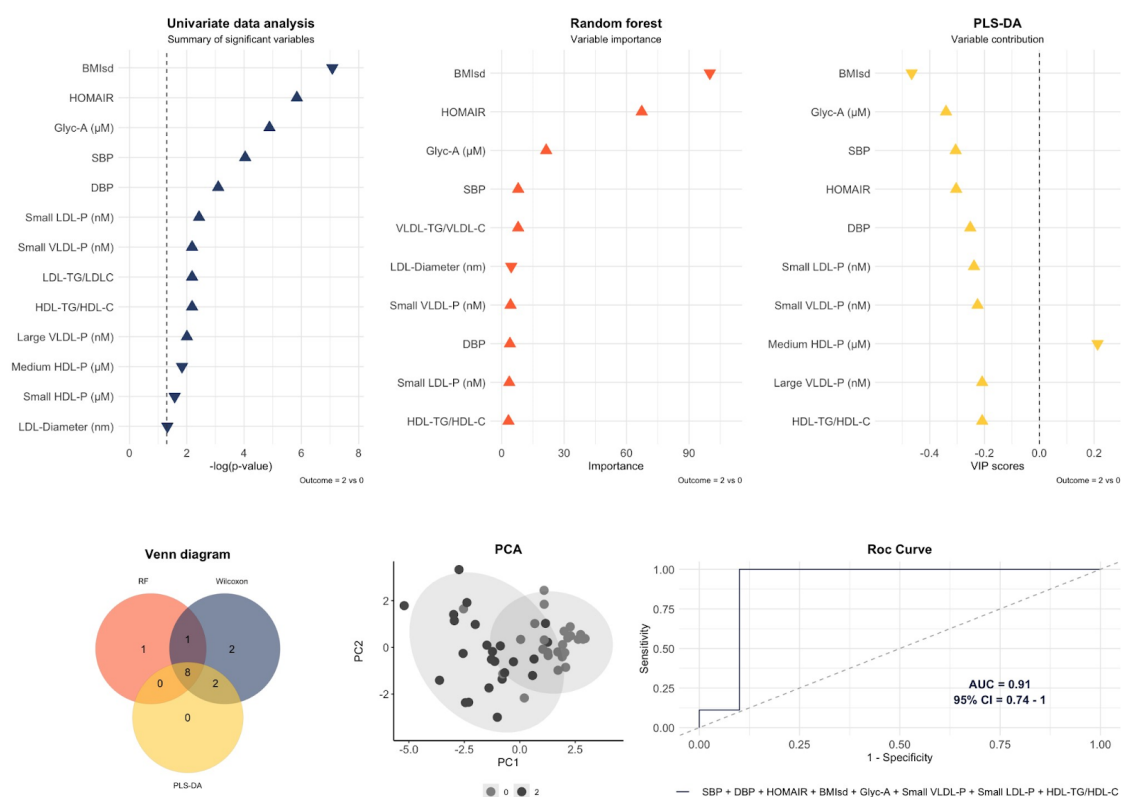 Univariate data analysis
Summary of significant variables
BMIsd
HOMAIR
Glyc-A (µM)
SBP
DBP
Small LDL-P (nM)
Small VLDL-P (nM)
LDL-TG/LDLC
HDL-TG/HDL-C
Large VLDL-P (nM)
Medium HDL-P (µM)
Small HDL-P (µM)
LDL-Diameter (nm)
0 2 4 6 8
-log(p-value)
Outcome = 2 vs 0
Random forest
Variable importance
BMIsd
HOMAIR
Glyc-A (µM)
SBP
VLDL-TG/VLDL-C
LDL-Diameter (nm)
Small VLDL-P (nM)
DBP
Small LDL-P (nM)
HDL-TG/HDL-C
0 30 60 90
Importance
Outcome = 2 vs 0
PLS-DA
Variable contribution
BMIsd
Glyc-A (µM)
SBP
HOMAIR
DBP
Small LDL-P (nM)
Small VLDL-P (nM)
Medium HDL-P (µM)
Large VLDL-P (nM)
HDL-TG/HDL-C
-0.4 -0.2 0.0 0.2
VIP scores
Outcome = 2 vs 0
Venn diagram
RF Wilcoxon
1 1 2
8
0 2
0
PLS-DA
PCA
PC2
2
0
-2
-5.0 -2.5 0.0 2.5
PC1
0 2
Roc Curve
Sensitivity
1.00
0.75
0.50
0.25
0.00
AUC = 0.91
95% CI = 0.74 - 1
0.00 0.25 0.50 0.75 1.00
1 - Specificity
SBP + DBP + HOMAIR + BMIsd + Glyc-A + Small VLDL-P + Small LDL-P + HDL-TG/HDL-C